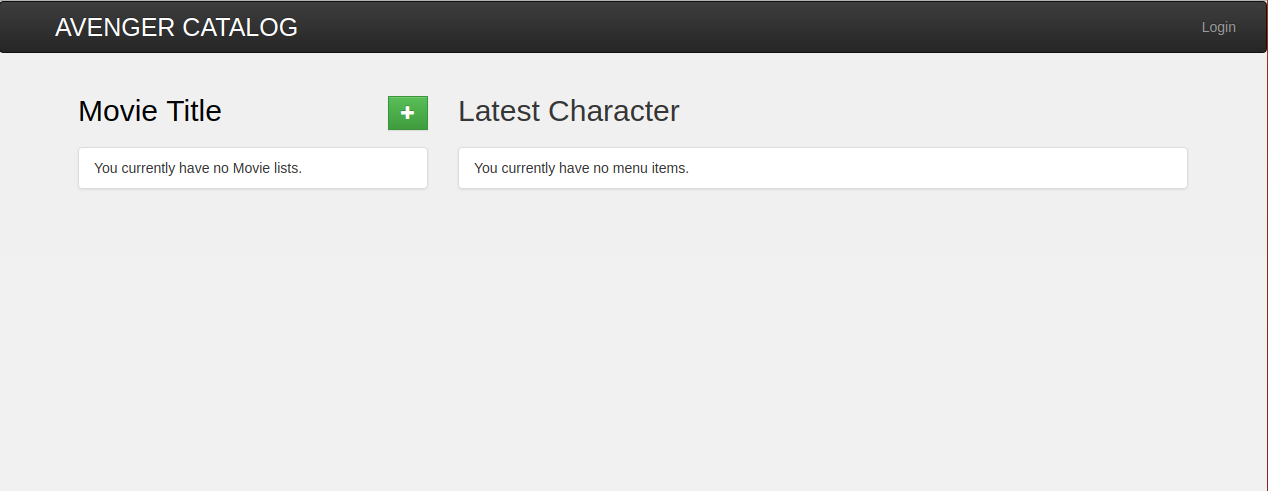 AVENGER CATALOG
Login
Movie Title
Latest Character
You currently have no Movie lists.
You currently have no menu items.